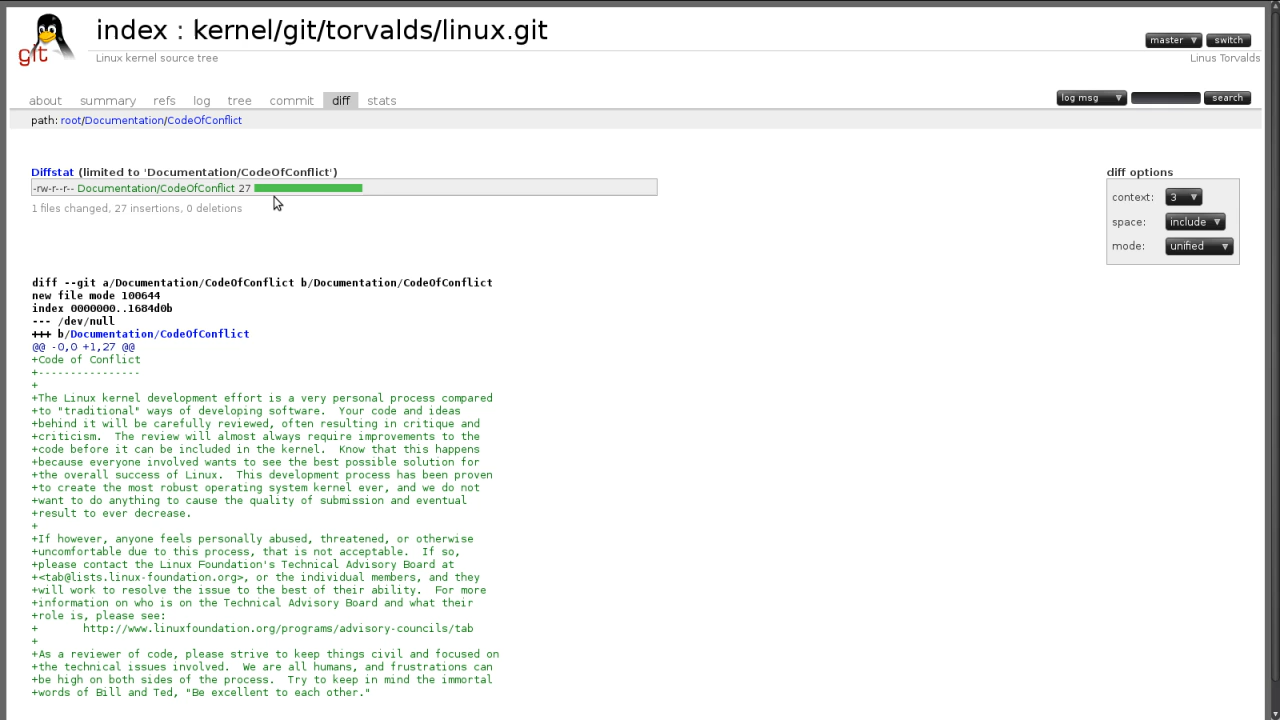 index : kernel/git/torvalds/linux.git
master switch
git
Linux kernel source tree
Linus Torvalds
about summary refs log tree commit diff stats
log msg search
path: root/Documentation/CodeOfConflict
Diffstat (limited to 'Documentation/CodeOfConflict')
-rw-r--r-- Documentation/CodeOfConflict 27
1 files changed, 27 insertions, 0 deletions
diff options
context: 3
space: include
mode: unified
diff --git a/Documentation/CodeOfConflict b/Documentation/CodeOfConflict
new file mode 100644
index 0000000..1684d0b
--- /dev/null
+++ b/Documentation/CodeOfConflict
@@ -0,0 +1,27 @@
+Code of Conflict
+----------------
+
+The Linux kernel development effort is a very personal process compared
+to "traditional" ways of developing software.  Your code and ideas
+behind it will be carefully reviewed, often resulting in critique and
+criticism.  The review will almost always require improvements to the
+code before it can be included in the kernel.  Know that this happens
+because everyone involved wants to see the best possible solution for
+the overall success of Linux.  This development process has been proven
+to create the most robust operating system kernel ever, and we do not
+want to do anything to cause the quality of submission and eventual
+result to ever decrease.
+
+If however, anyone feels personally abused, threatened, or otherwise
+uncomfortable due to this process, that is not acceptable.  If so,
+please contact the Linux Foundation's Technical Advisory Board at
+<tab@lists.linux-foundation.org>, or the individual members, and they
+will work to resolve the issue to the best of their ability.  For more
+information on who is on the Technical Advisory Board and what their
+role is, please see:
+	http://www.linuxfoundation.org/programs/advisory-councils/tab
+
+As a reviewer of code, please strive to keep things civil and focused on
+the technical issues involved.  We are all humans, and frustrations can
+be high on both sides of the process.  Try to keep in mind the immortal
+words of Bill and Ted, "Be excellent to each other."